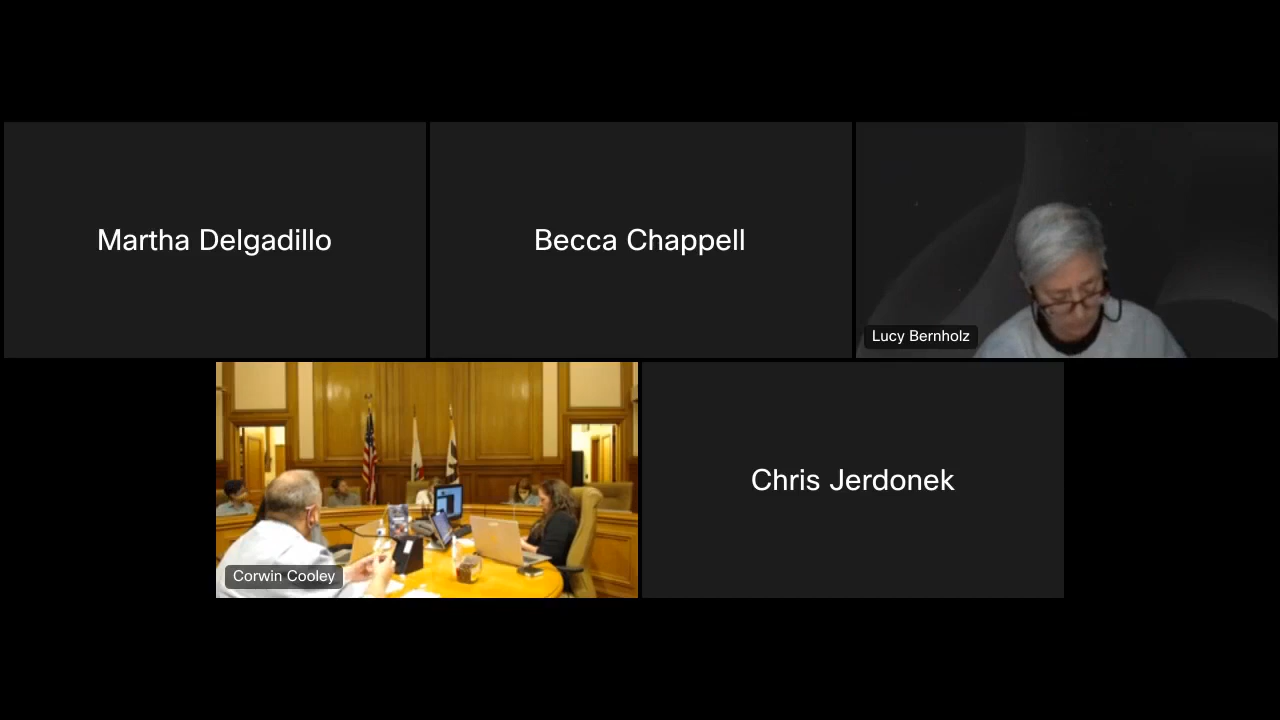 Martha Delgadillo
Becca Chappell
Lucy Bernholz
Corwin Cooley
Chris Jerdonek